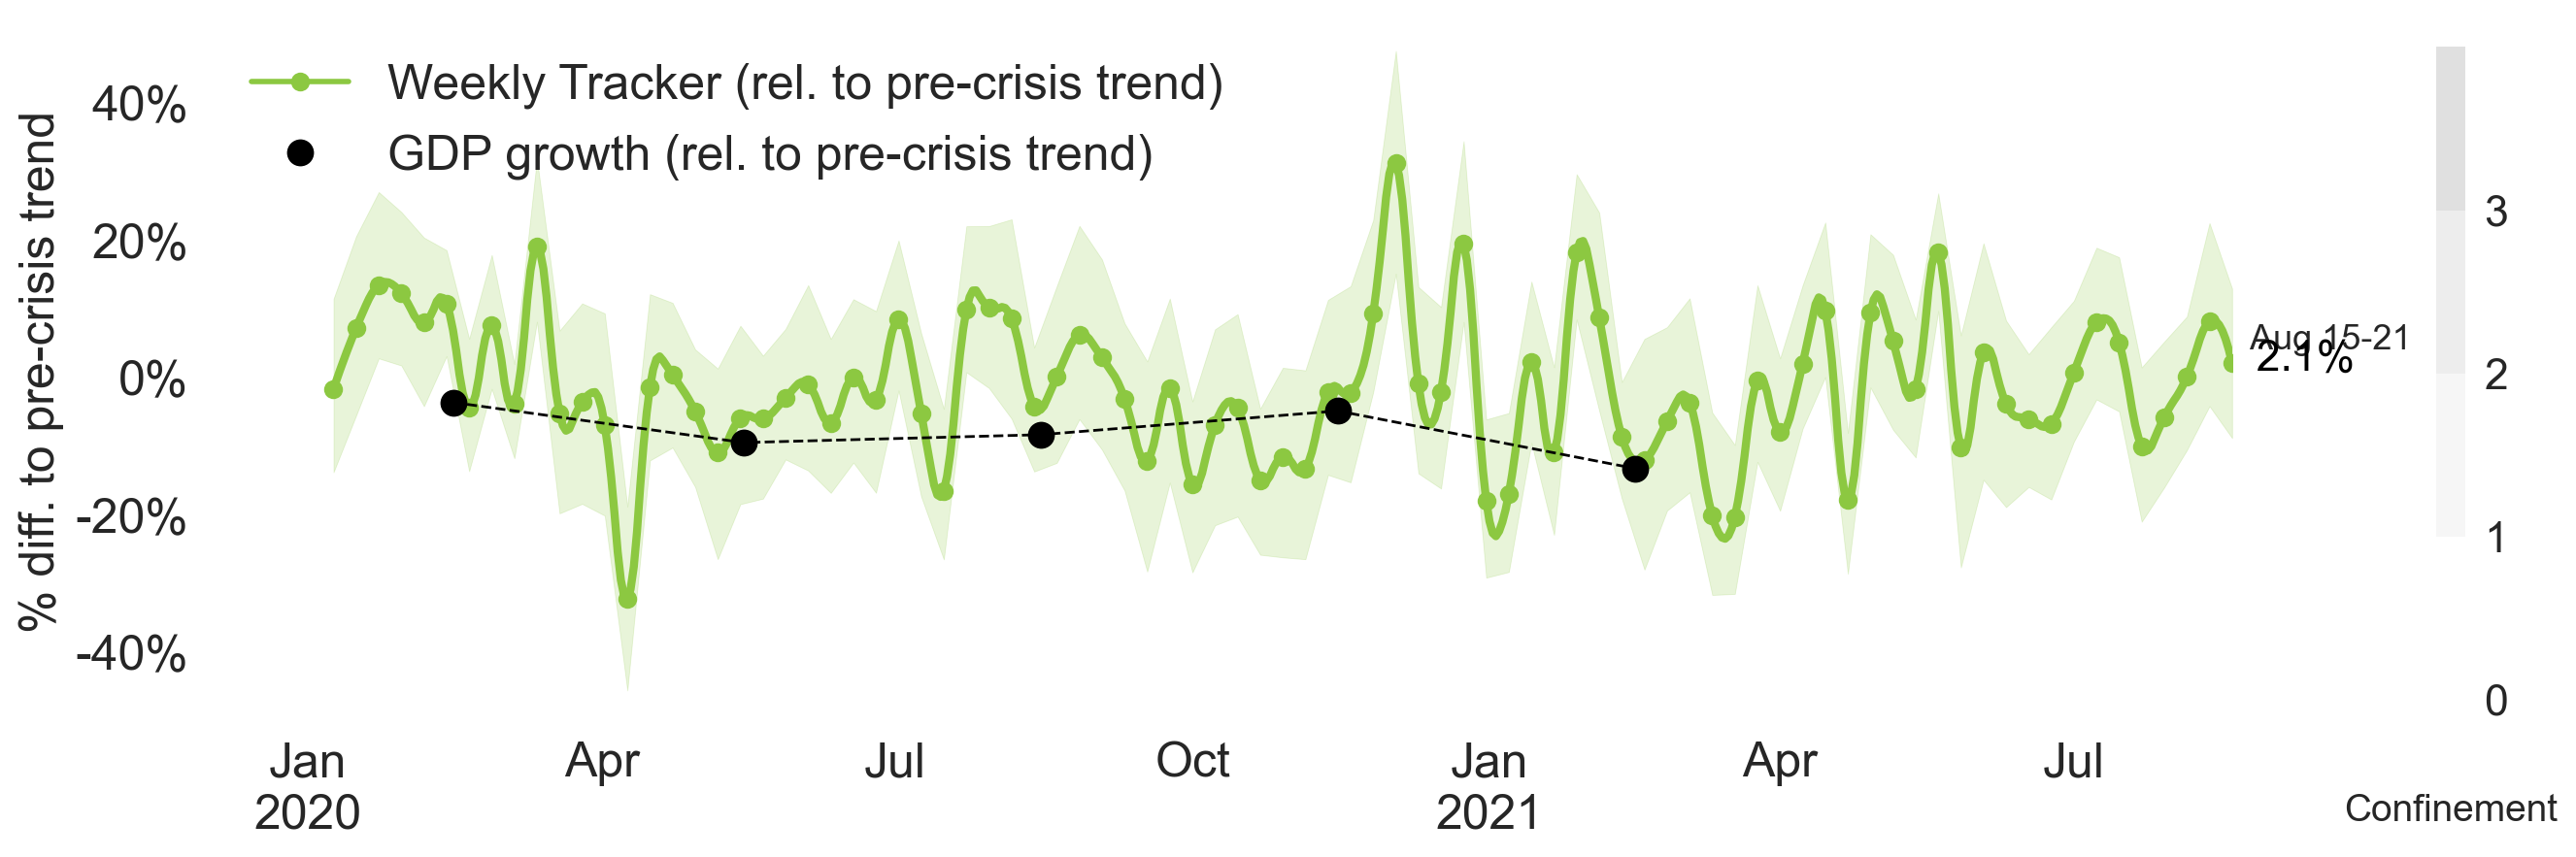 Weekly Tracker (rel. to pre-crisis trend)
GDP growth (rel. to pre-crisis trend)
% diff. to pre-crisis trend
40%
20%
0%
-20%
-40%
Jan
2020
Apr
Jul
Oct
Jan
2021
Apr
Jul
Aug 15-21
2.1%
3
2
1
0
Confinement